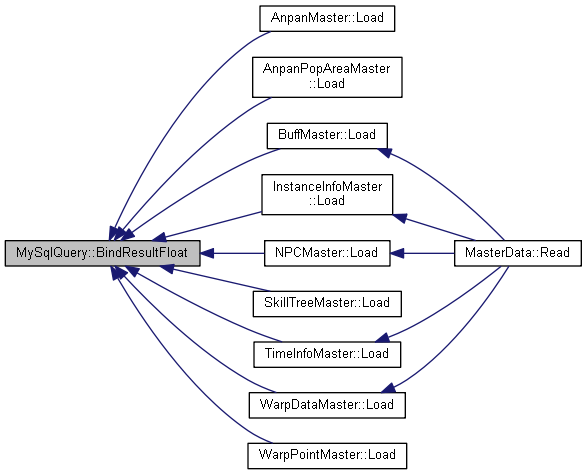 AnpanMaster::Load
AnpanPopAreaMaster
::Load
BuffMaster::Load
InstanceInfoMaster
::Load
MySqlQuery::BindResultFloat
NPCMaster::Load
MasterData::Read
SkillTreeMaster::Load
TimeInfoMaster::Load
WarpDataMaster::Load
WarpPointMaster::Load